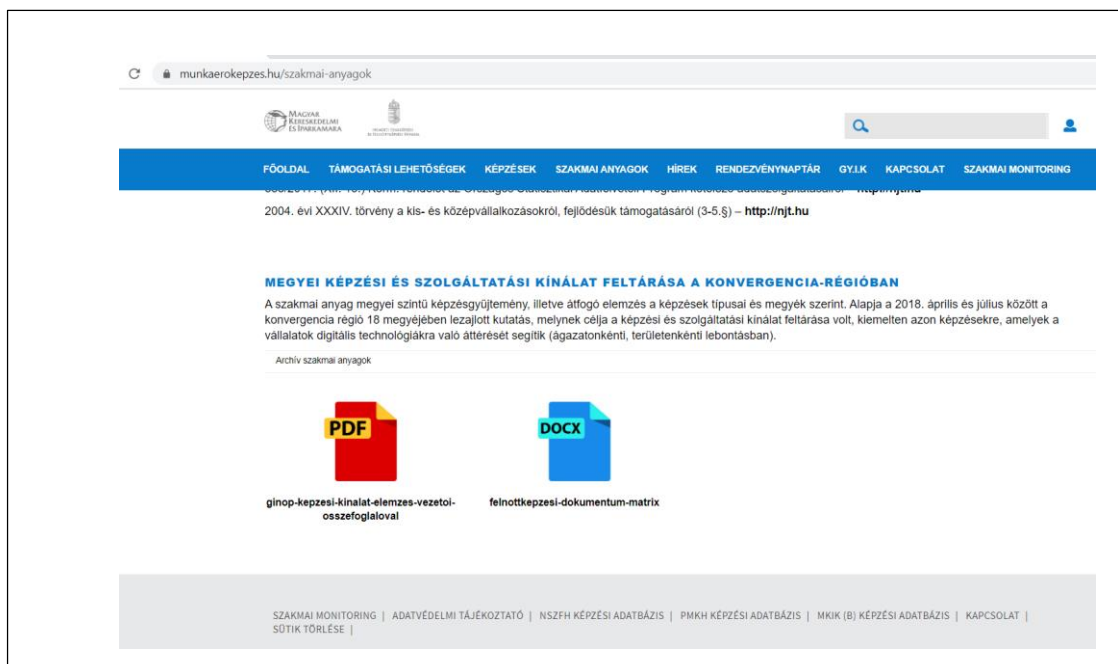 munkaerokepzes.hu/szakmai-anyagok
MAGYAR
KERESKEDELMI
ÉS IPARKAMARA
FŐOLDAL TÁMOGATÁSI LEHETŐSÉGEK KÉPZÉSEK SZAKMAI ANYAGOK HÍREK RENDEZVÉNYNAPTÁR GY.I.K KAPCSOLAT SZAKMAI MONITORING
2004. évi XXXIV. törvény a kis- és középvállalkozásokról, fejlődésük támogatásáról (3-5.§) – http://njt.hu
MEGYEI KÉPZÉSI ÉS SZOLGÁLTATÁSI KÍNÁLAT FELTÁRÁSA A KONVERGENCIA-RÉGIÓBAN
A szakmai anyag megyei szintű képzésgyűjtemény, illetve átfogó elemzés a képzések típusai és megyék szerint. Alapja a 2018. április és július között a
konvergencia régió 18 megyéjében lezajlott kutatás, melynek célja a képzési és szolgáltatási kínálat feltárása volt, kiemelten azon képzésekre, amelyek a
vállalatok digitális technológiákra való áttérését segítik (ágazatonkénti, területenkénti lebontásban).
Archív szakmai anyagok
PDF DOCX
ginop-kepzesi-kinalat-elemzes-vezetoi- felnottkepzesi-dokumentum-matrix
osszefoglaloval
SZAKMAI MONITORING | ADATVÉDELMI TÁJÉKOZTATÓ | NSZFH KÉPZÉSI ADATBÁZIS | PMKH KÉPZÉSI ADATBÁZIS | MKIK (B) KÉPZÉSI ADATBÁZIS | KAPCSOLAT |
SÜTIK TÖRLÉSE |